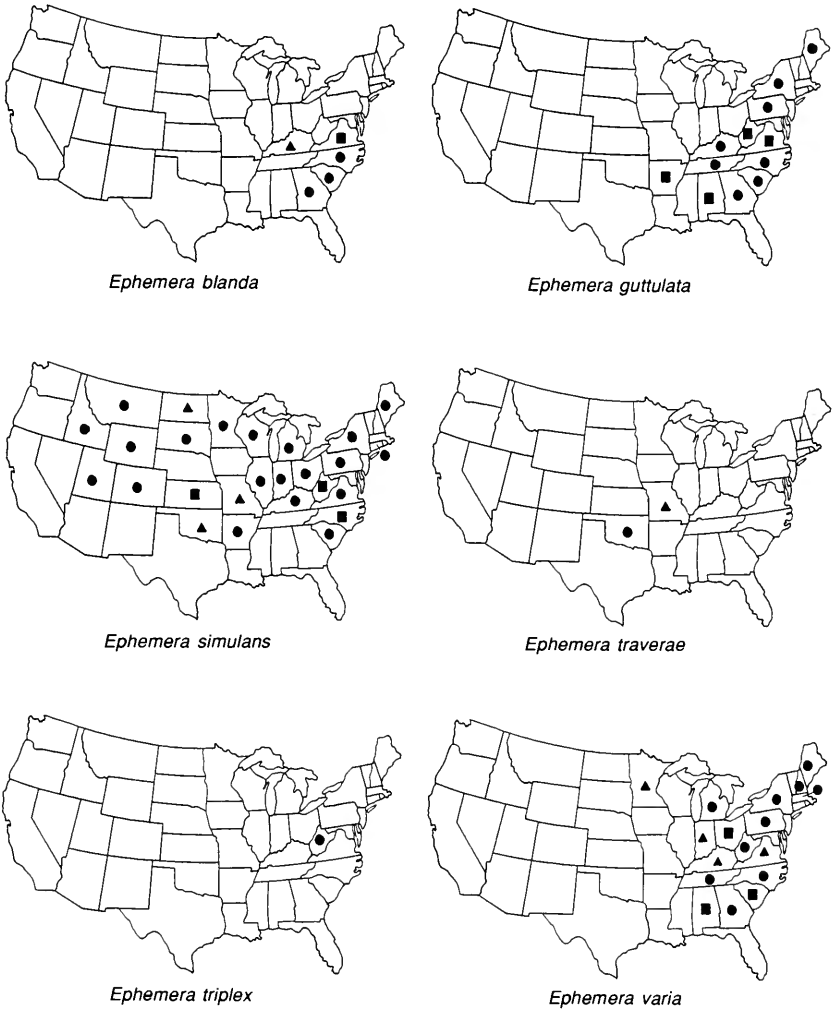 Ephemera blanda
Ephemera guttulata
Ephemera simulans
Ephemera traverae
Ephemera triplex
Ephemera varia